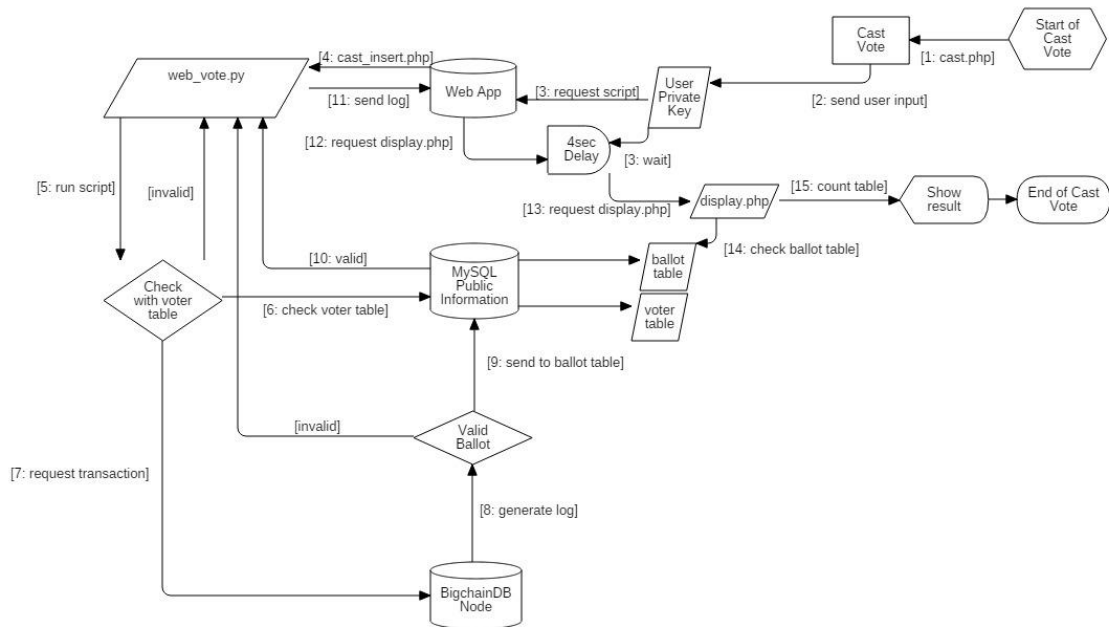 Start of
Cast
Vote
[1: cast.php]
Cast
Vote
[2: send user input]
User
Private
Key
[3: request script]
Web App
[4: cast_insert.php]
web_vote.py
[11: send log]
[12: request display.php]
4sec
Delay
[3: wait]
[13: request display.php]
display.php
[15: count table]
Show
result
End of Cast
Vote
[14: check ballot table]
[5: run script]
[invalid]
[10: valid]
MySQL
Public
Information
ballot
table
voter
table
Check
with voter
table
[6: check voter table]
[9: send to ballot table]
[invalid]
Valid
Ballot
[7: request transaction]
[8: generate log]
BigchainDB
Node